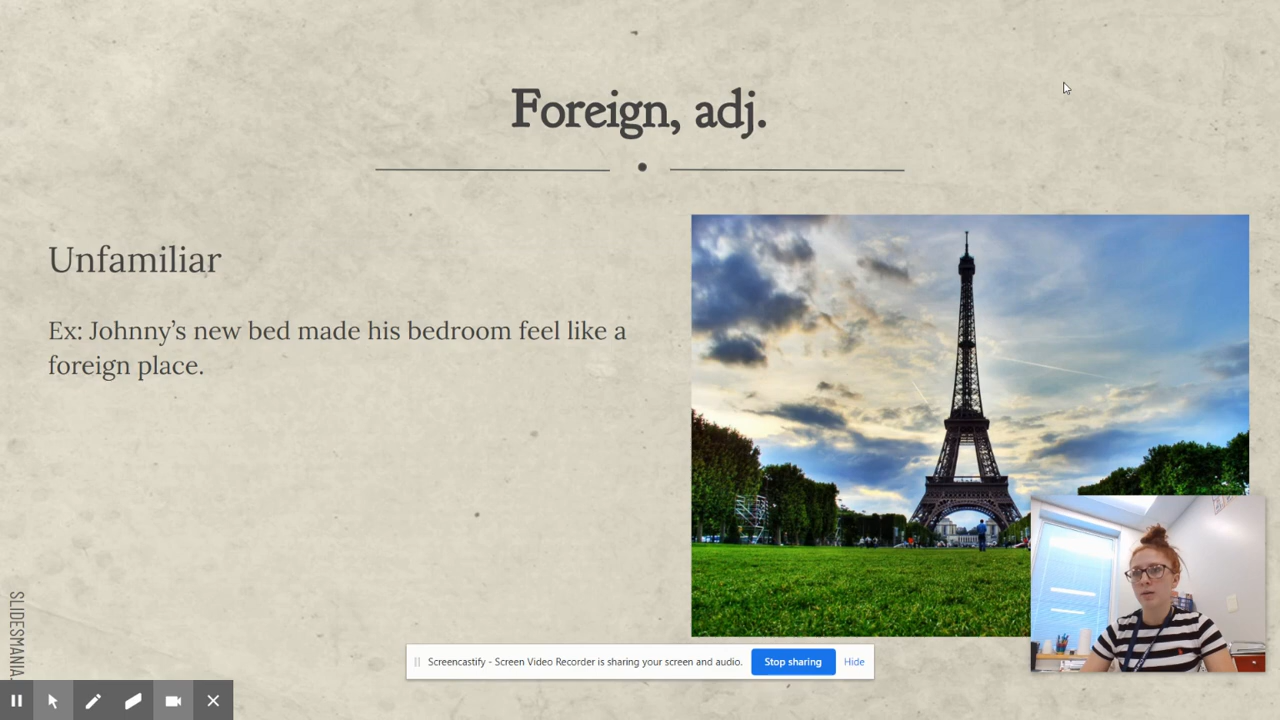 Foreign, adj.
Unfamiliar
Ex: Johnny’s new bed made his bedroom feel like a
foreign place.
SLIDESMANIA.
Screencastify - Screen Video Recorder is sharing your screen and audio.
Stop sharing
Hide